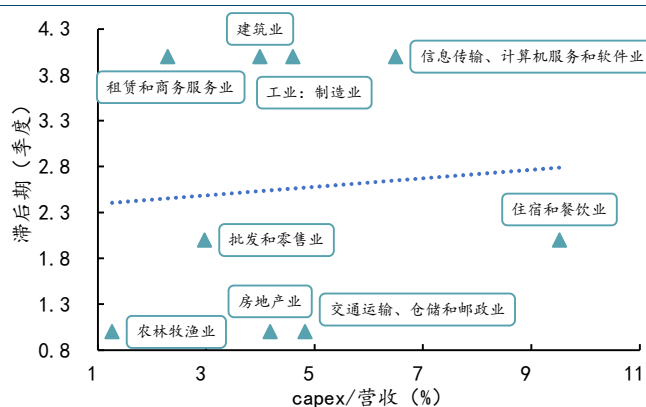 4.3
建筑业
3.8
信息传输、计算机服务和软件业
租赁和商务服务业
工业：制造业
3.3
滞后期（季度）
2.8
2.3
住宿和餐饮业
批发和零售业
1.8
房地产业
交通运输、仓储和邮政业
1.3
农林牧渔业
0.8
1
3
5
7
9
11
capex/营收（%）